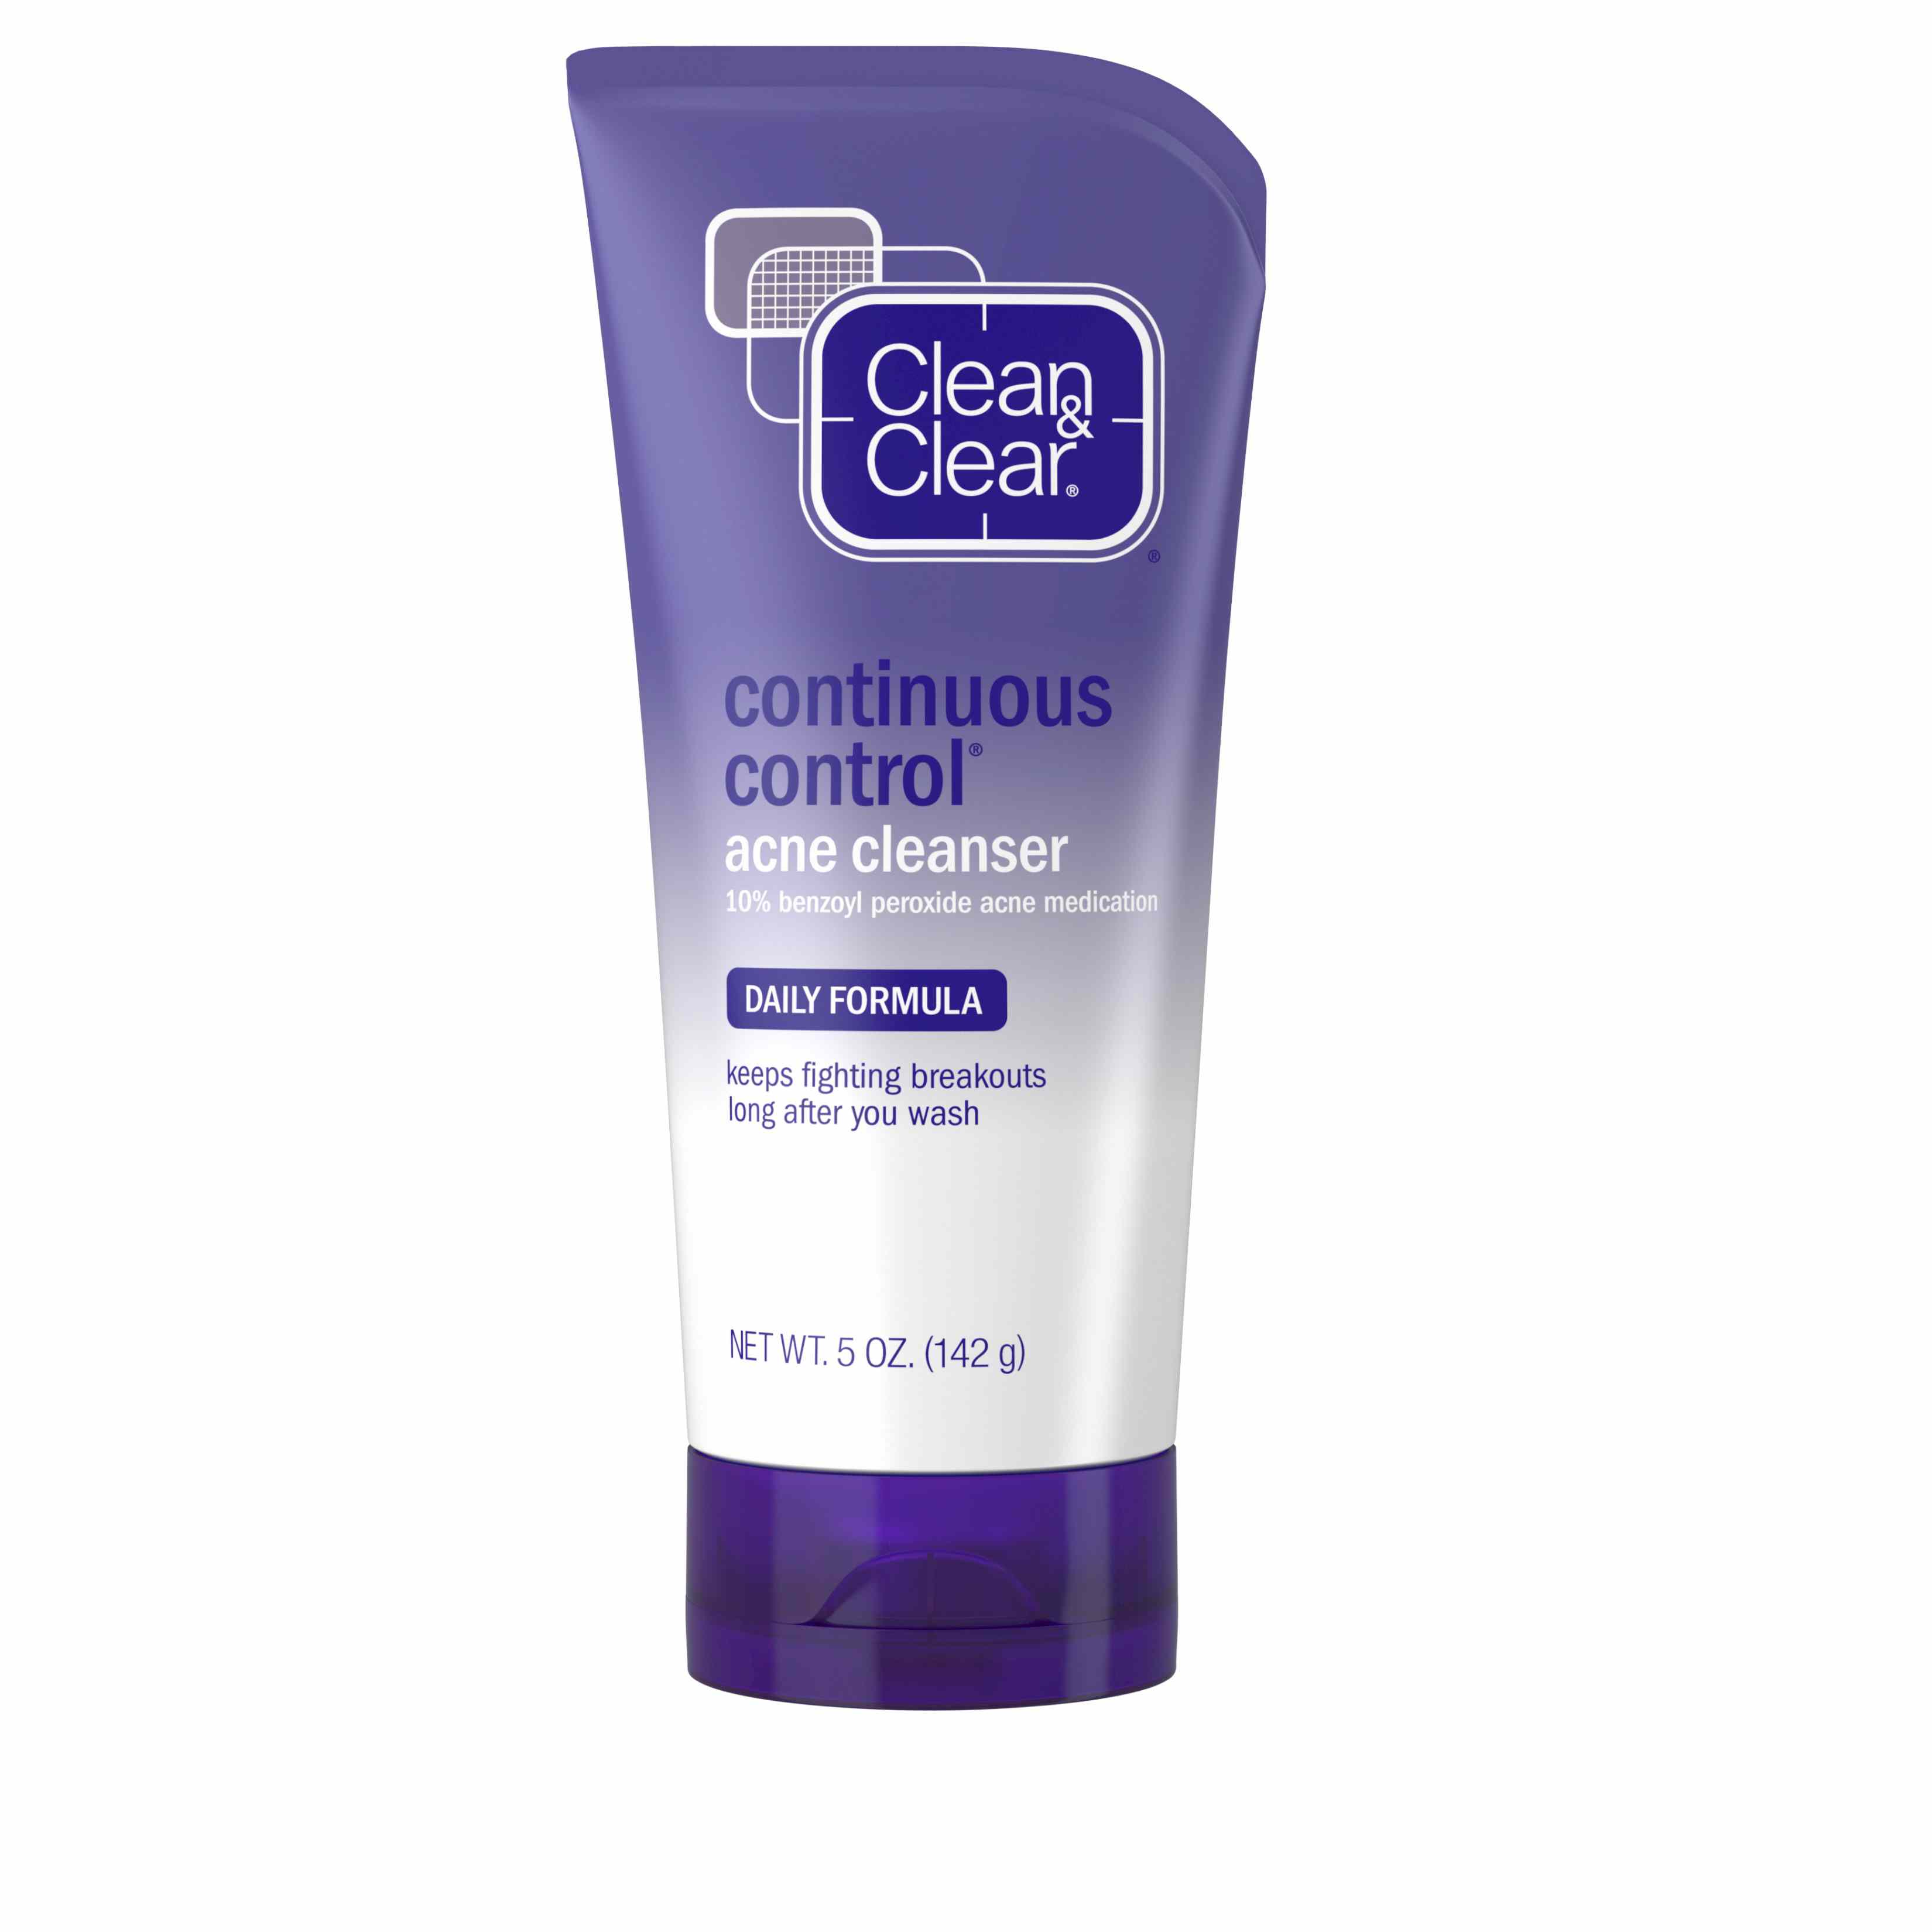 Clean
&
Clear®
®
continuous
control®
acne cleanser
10% benzoyl peroxide acne medication
DAILY FORMULA
keeps fighting breakouts
long after you wash
NET WT. 5 OZ. (142 g)